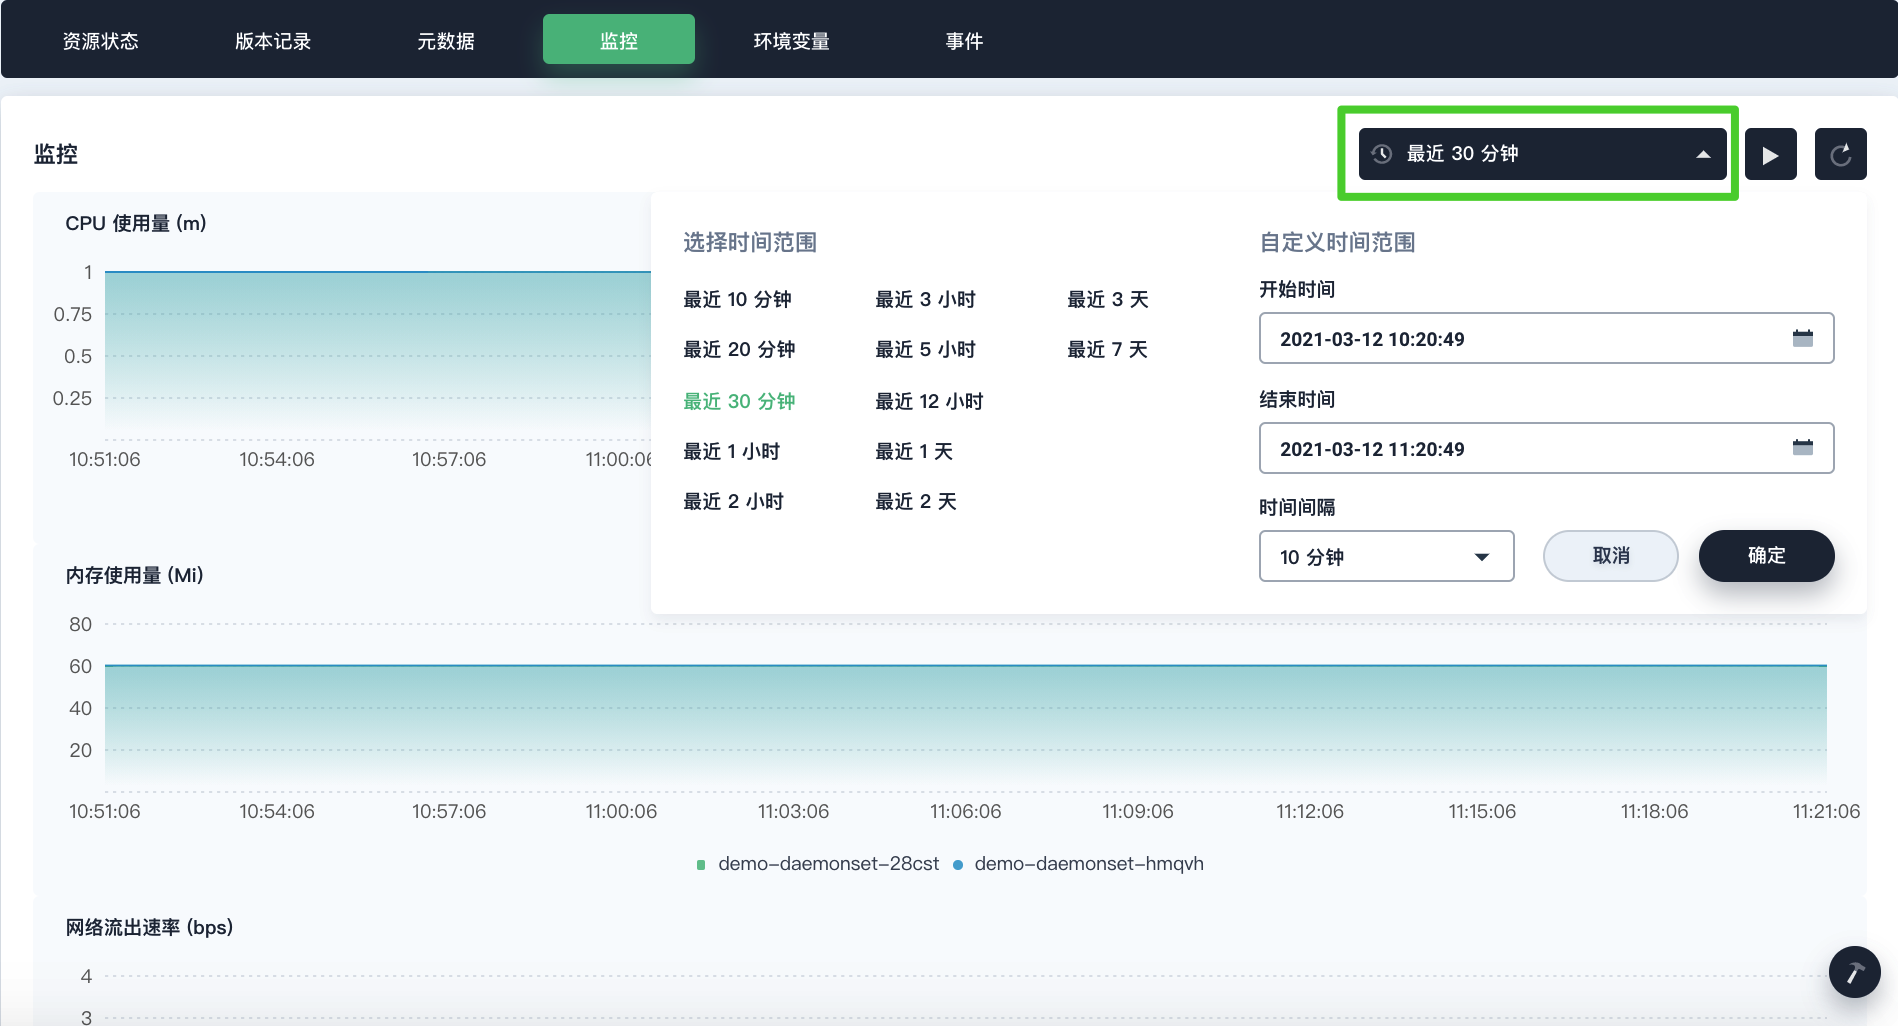 资源状态 版本记录 元数据 监控 环境变量 事件
监控
最近 30 分钟
CPU 使用量 (m)
1
0.75
0.5
0.25
10:51:06 10:54:06 10:57:06 11:00:06
选择时间范围
最近 10 分钟 最近 3 小时 最近 3 天
最近 20 分钟 最近 5 小时 最近 7 天
最近 30 分钟 最近 12 小时
最近 1 小时 最近 1 天
最近 2 小时 最近 2 天
自定义时间范围
开始时间
2021-03-12 10:20:49
结束时间
2021-03-12 11:20:49
时间间隔
10 分钟 取消 确定
内存使用量 (Mi)
80
60
40
20
10:51:06 10:54:06 10:57:06 11:00:06 11:03:06 11:06:06 11:09:06 11:12:06 11:15:06 11:18:06 11:21:06
demo-daemonset-28cst demo-daemonset-hmqvh
网络流出速率 (bps)
4
3